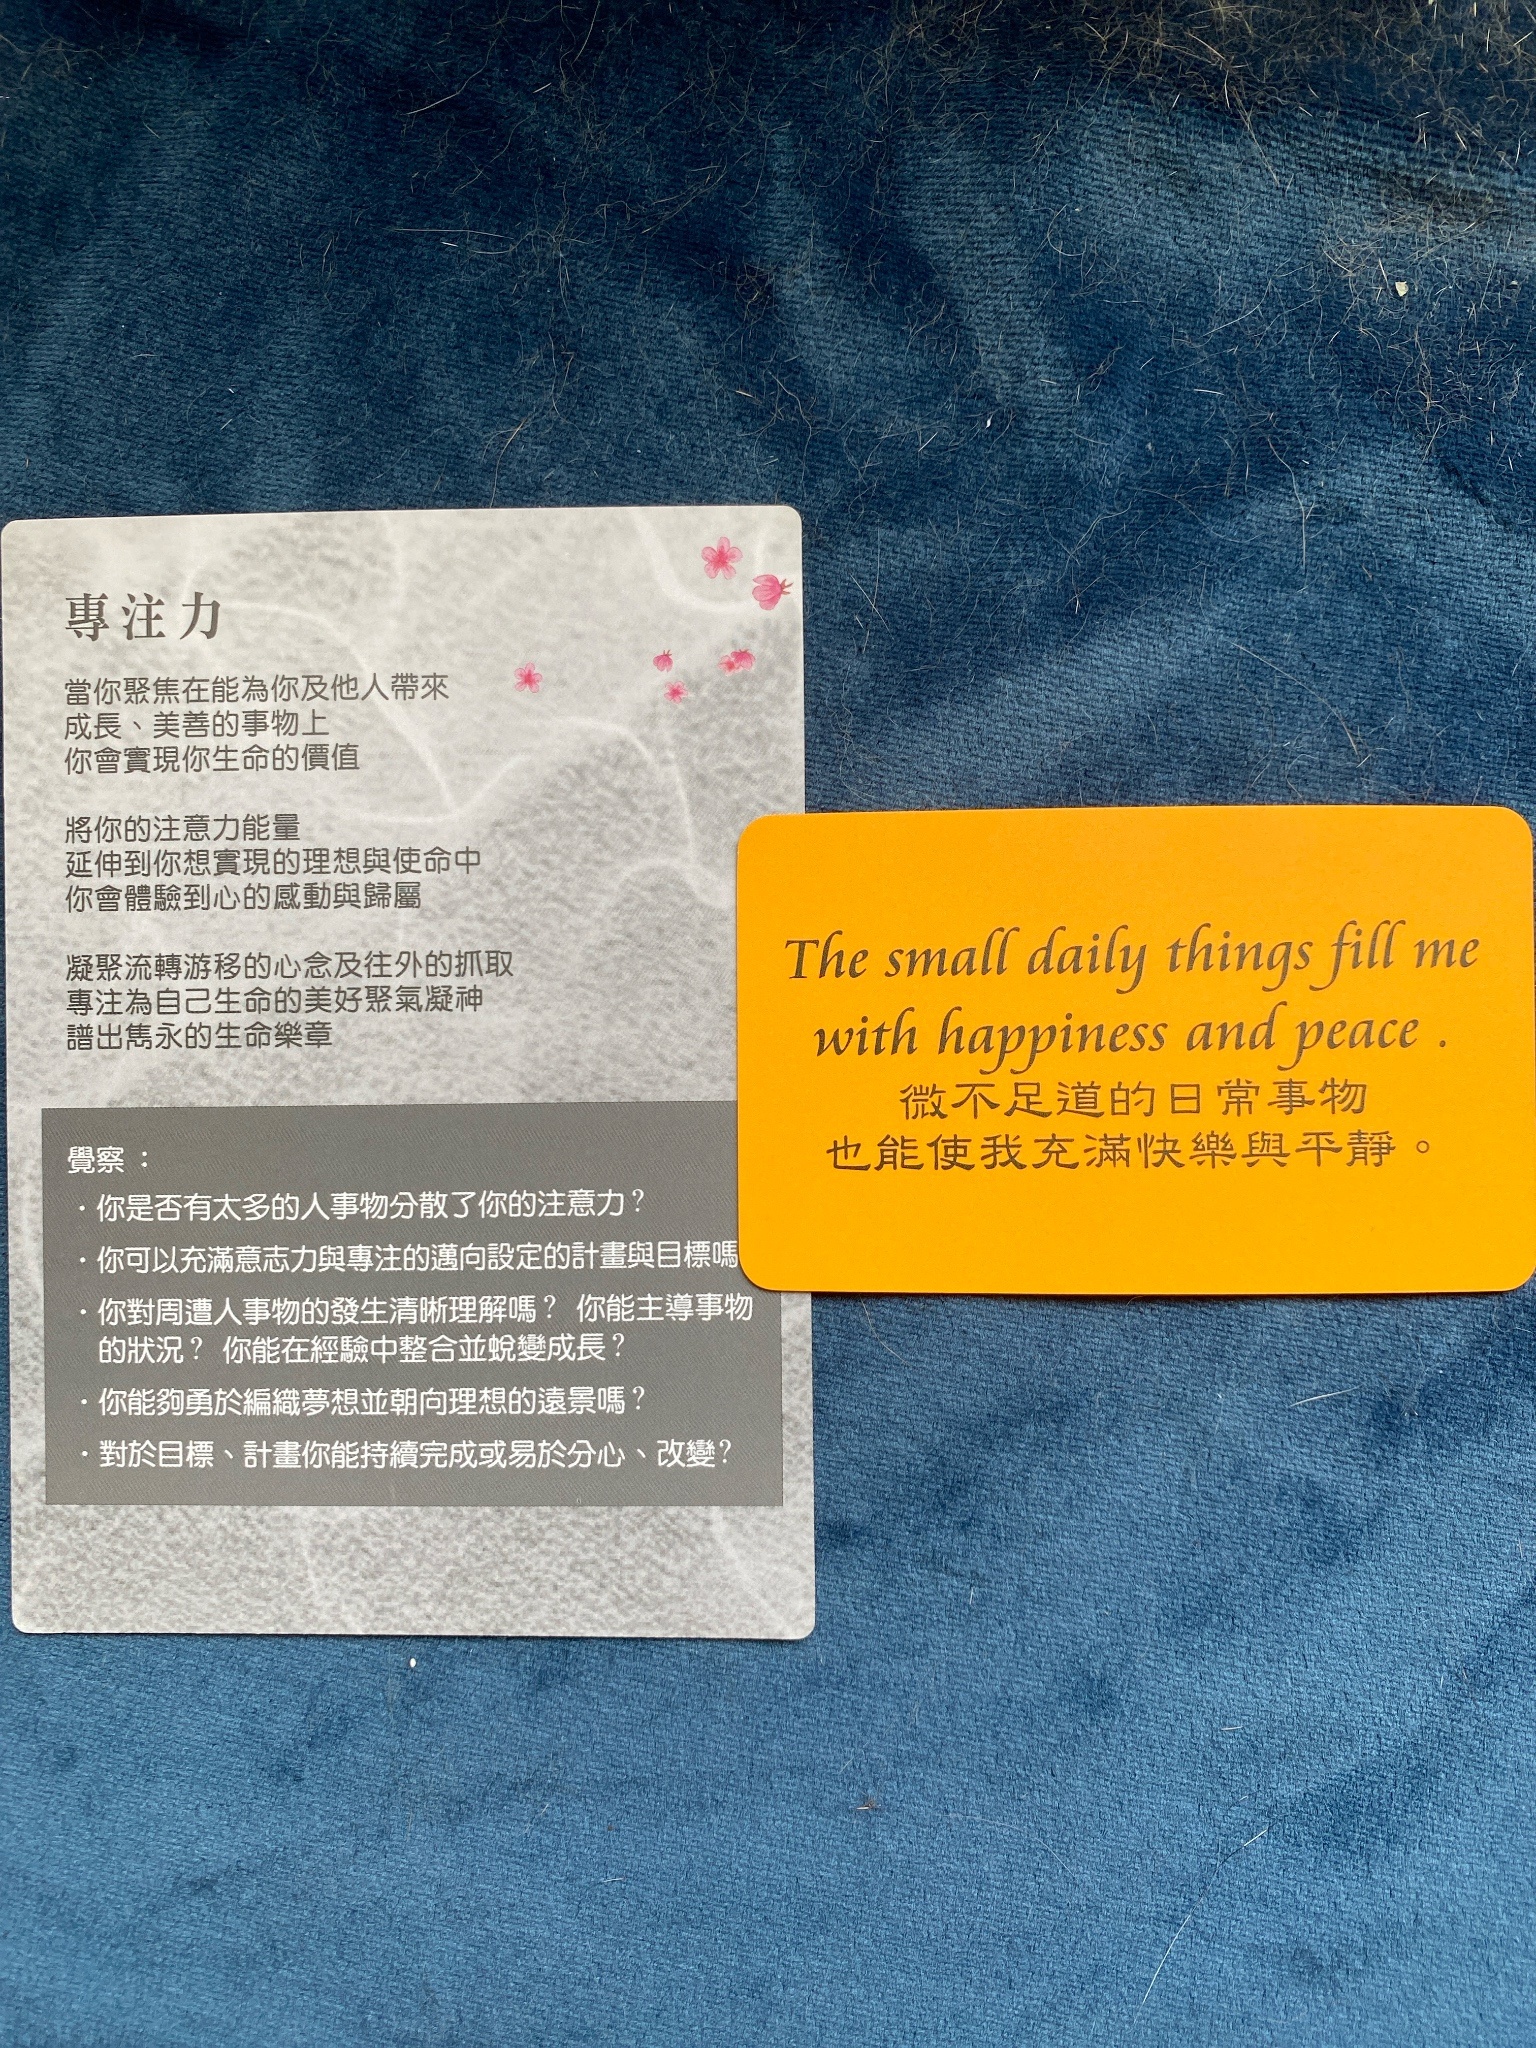 專注力
當你聚焦在能為你及他人帶來
成長、美善的事物上
你會實現你生命的價值
將你的注意力能量
延伸到你想實現的理想與使命中
你會體驗到心的感動與歸屬
凝聚流轉游移的心念及往外的抓取
專注為自己生命的美好聚氣凝神
譜出雋永的生命樂章
覺察：
·你是否有太多的人事物分散了你的注意力？
·你可以充滿意志力與專注的邁向設定的計畫與目標嗎
·你對周遭人事物的發生清晰理解嗎？ 你能主導事物
的狀況？ 你能在經驗中整合並蛻變成長？
·你能夠勇於編織夢想並朝向理想的遠景嗎？
·對於目標、計畫你能持續完成或易於分心、改變？
The small daily things fill me
with happiness and peace .
微不足道的日常事物
也能使我充滿快樂與平靜。